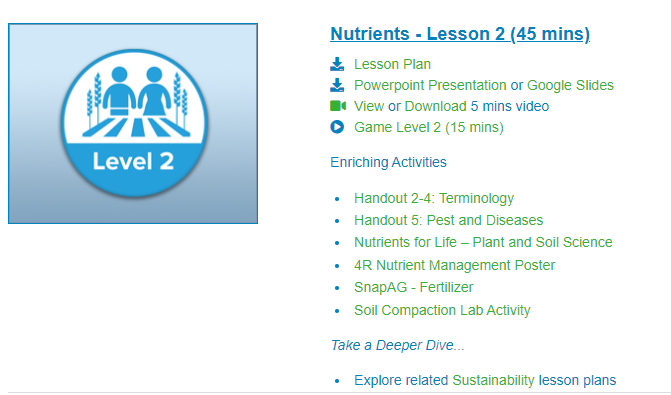 Level 2
Nutrients - Lesson 2 (45 mins)
Lesson Plan
Powerpoint Presentation or Google Slides
View or Download 5 mins video
Game Level 2 (15 mins)
Enriching Activities
Handout 2-4: Terminology
Handout 5: Pest and Diseases
Nutrients for Life – Plant and Soil Science
4R Nutrient Management Poster
SnapAG - Fertilizer
Soil Compaction Lab Activity
Take a Deeper Dive...
Explore related Sustainability lesson plans